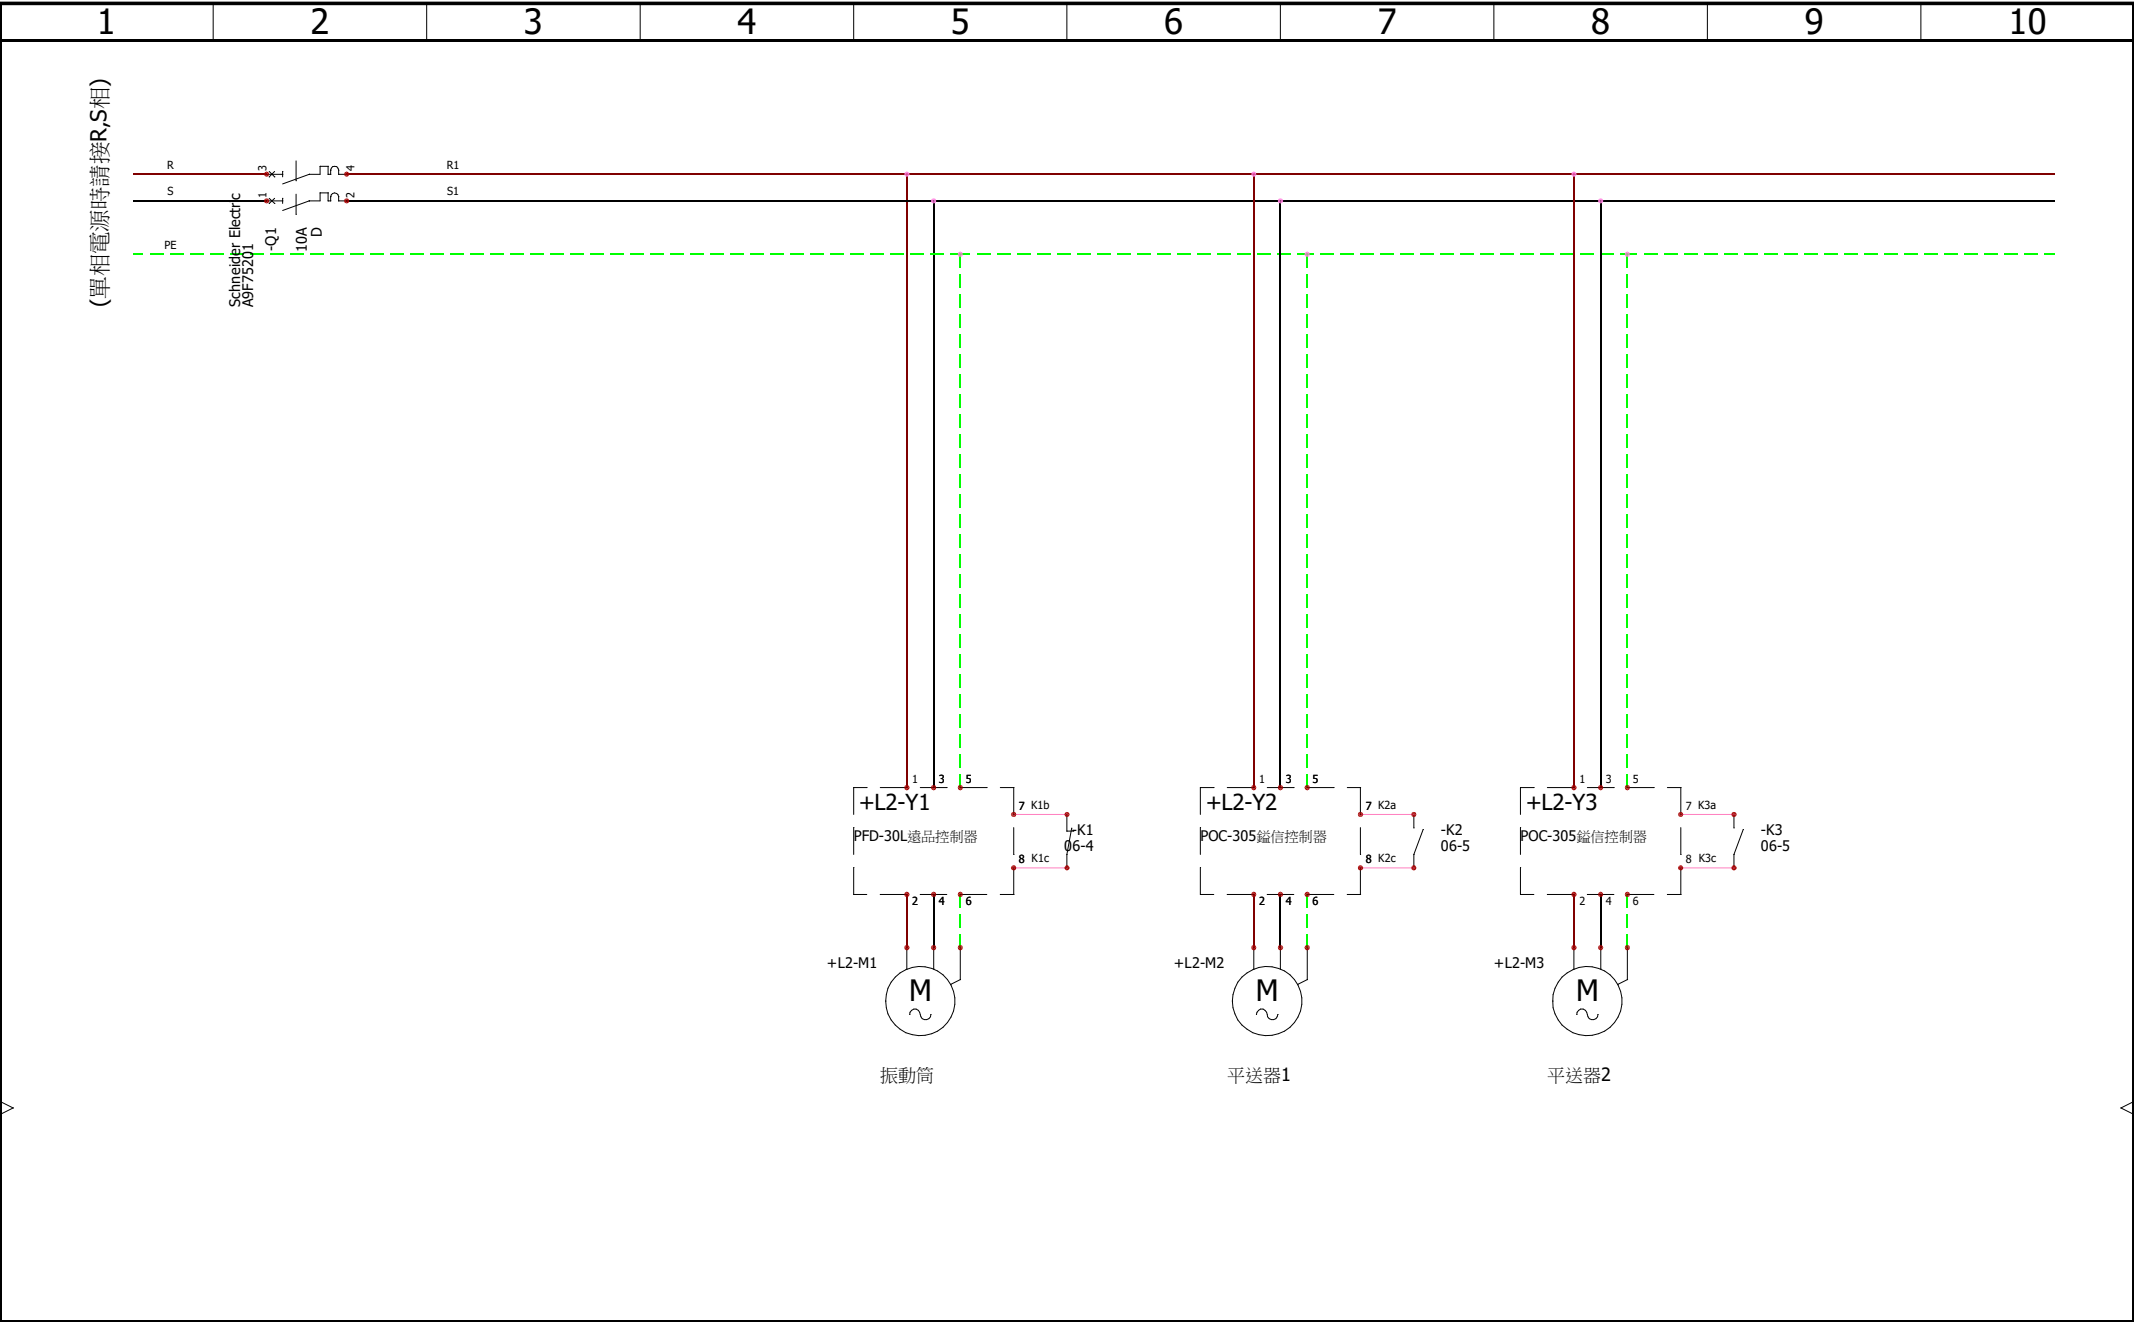 1 2 3 4 5 6 7 8 9 10
(單相電源時請接R,S相)
R 3 4 R1
S 1 2 S1
PE
Schneider Electric
A9F75201
-Q1
10A
D
1 3 5
+L2-Y1
7 K1b
PFD-30L遠品控制器
-K1
06-4
8 K1c
2 4 6
+L2-M1
M
振動筒
1 3 5
+L2-Y2
7 K2a
POC-305鎰信控制器
-K2
06-5
8 K2c
2 4 6
+L2-M2
M
平送器1
1 3 5
+L2-Y3
7 K3a
POC-305鎰信控制器
-K3
06-5
8 K3c
2 4 6
+L2-M3
M
平送器2